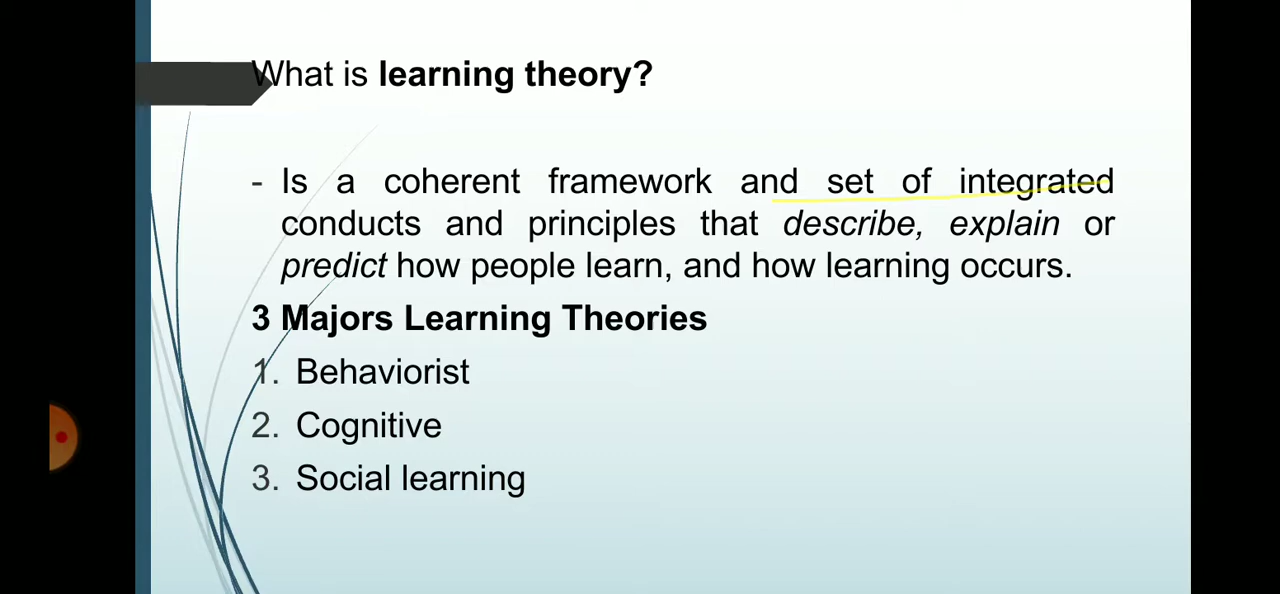 What is learning theory?
- Is a coherent framework and set of integrated
conducts and principles that describe, explain or
predict how people learn, and how learning occurs.
3 Majors Learning Theories
1. Behaviorist
2. Cognitive
3. Social learning